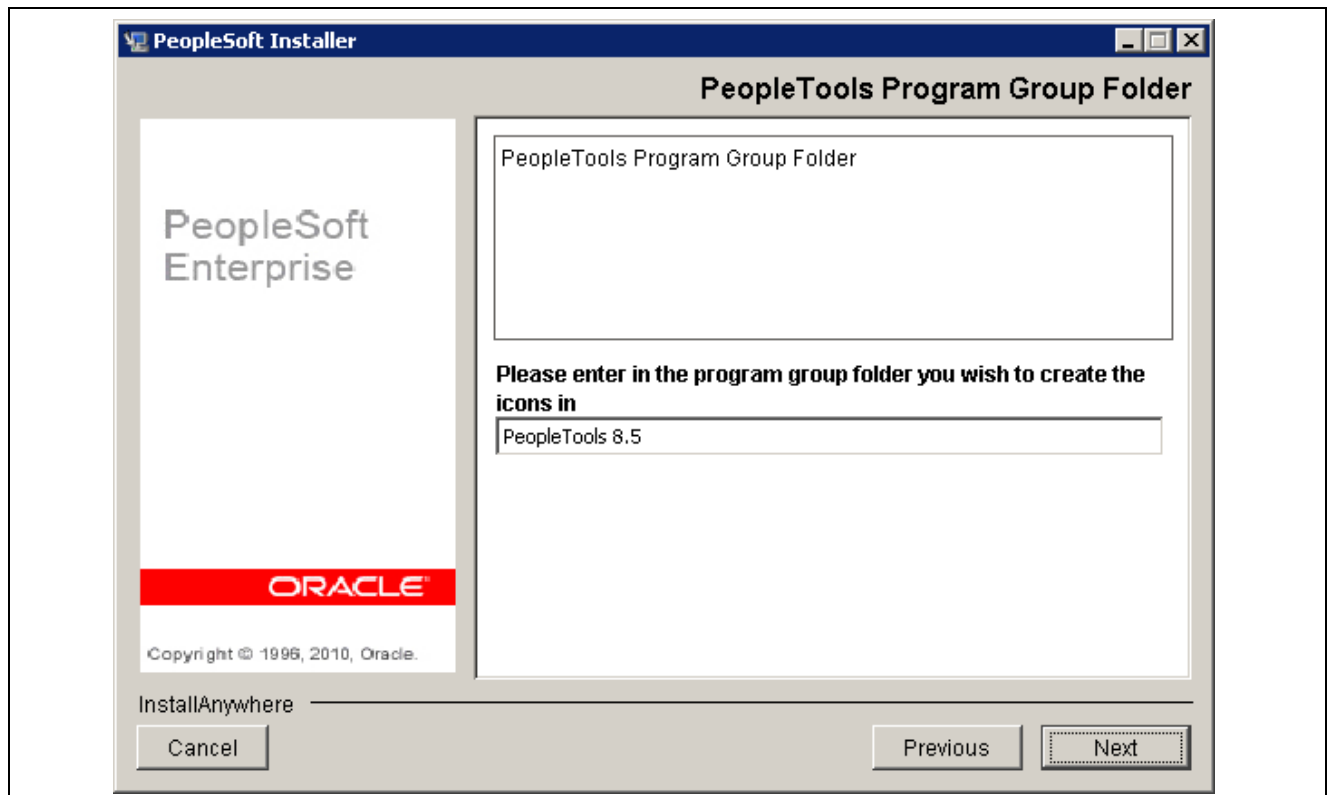 PeopleSoft Installer
PeopleTools Program Group Folder
PeopleSoft
Enterprise
PeopleTools Program Group Folder
Please enter in the program group folder you wish to create the
icons in
PeopleTools 8.5
ORACLE
Copyright © 1996, 2010, Oracle.
InstallAnywhere
Cancel
Previous
Next